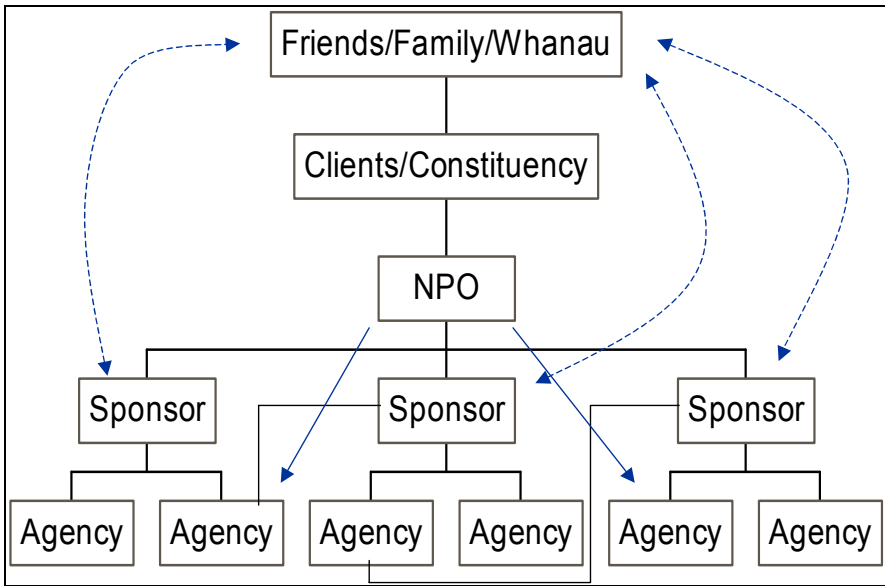 Friends/Family/Whanau
Clients/Constituency
NPO
Sponsor
Sponsor
Sponsor
Agency
Agency
Agency
Agency
Agency
Agency